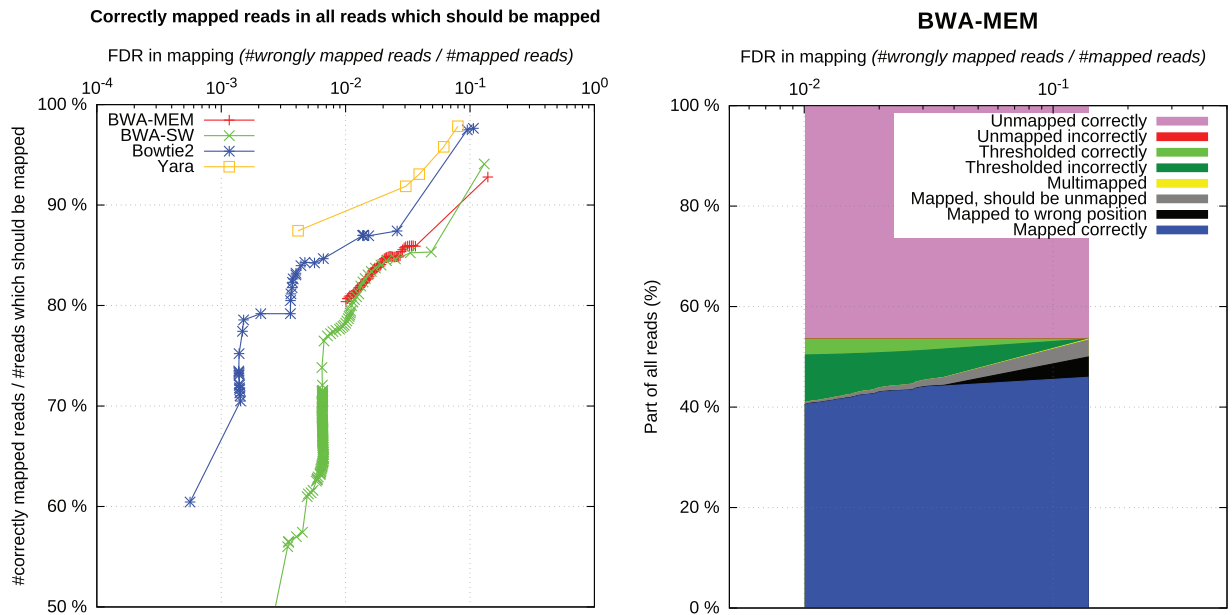 Correctly mapped reads in all reads which should be mapped
FDR in mapping (#wrongly mapped reads / #mapped reads)
10-4 10-3 10-2 10-1 100
100 %
90 %
80 %
70 %
60 %
50 %
#correctly mapped reads / #reads which should be mapped
BWA-MEM
BWA-SW
Bowtie2
Yara
BWA-MEM
FDR in mapping (#wrongly mapped reads / #mapped reads)
10-2 10-1
100 %
80 %
60 %
40 %
20 %
0 %
Part of all reads (%)
Unmapped correctly
Unmapped incorrectly
Thresholded correctly
Thresholded incorrectly
Multimapped
Mapped, should be unmapped
Mapped to wrong position
Mapped correctly